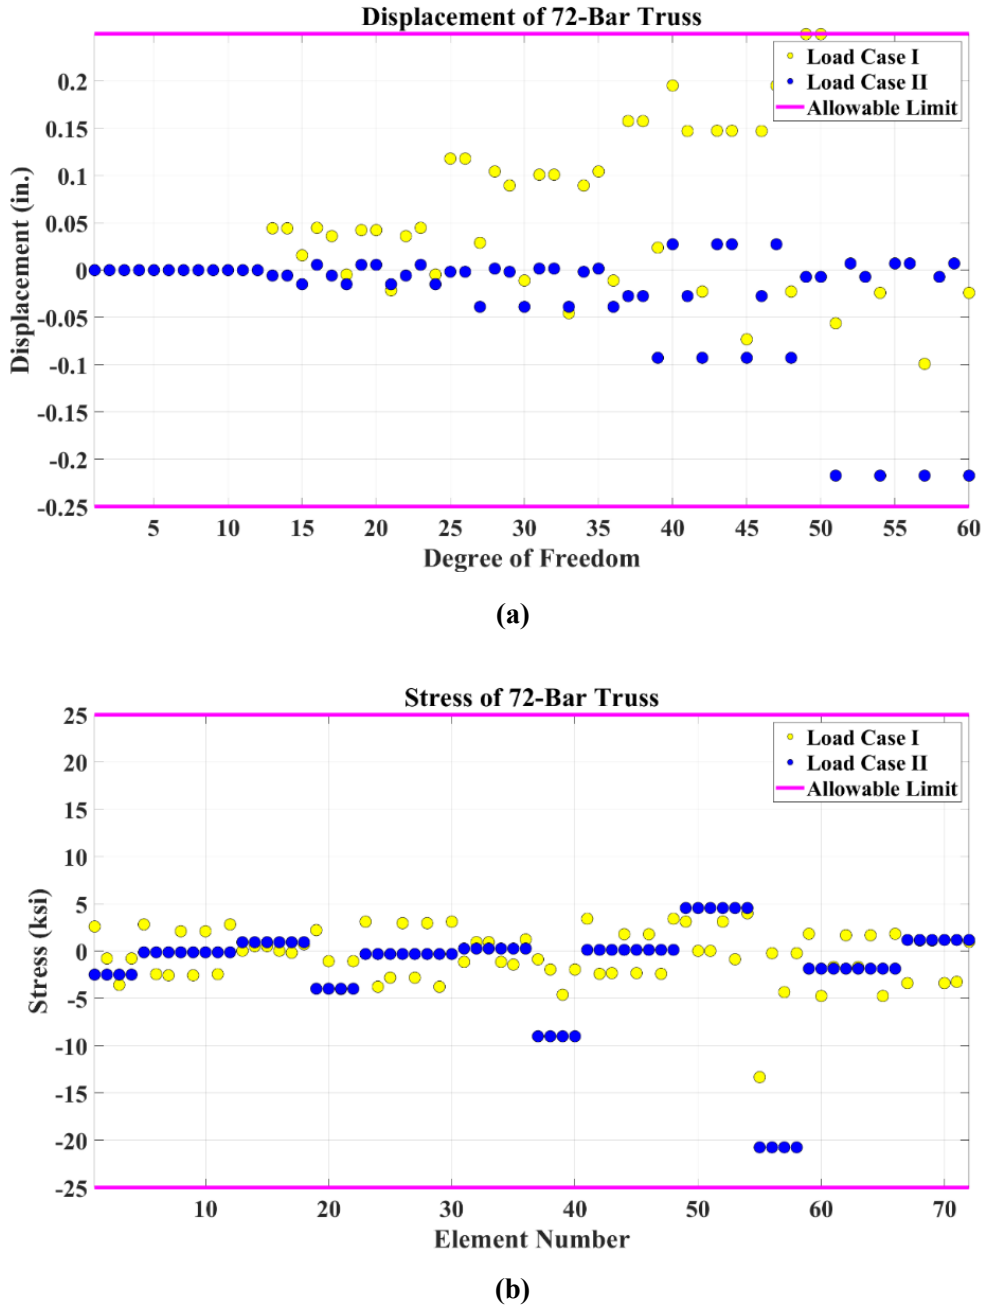 Displacement of 72-Bar Truss
Load Case I
Load Case II
Allowable Limit
0.2
0.15
0.1
0.05
0
-0.05
-0.1
-0.15
-0.2
-0.25
Displacement (in.)
5 10 15 20 25 30 35 40 45 50 55 60
Degree of Freedom
(a)
Stress of 72-Bar Truss
Load Case I
Load Case II
Allowable Limit
25
20
15
10
5
0
-5
-10
-15
-20
-25
Stress (ksi)
10 20 30 40 50 60 70
Element Number
(b)